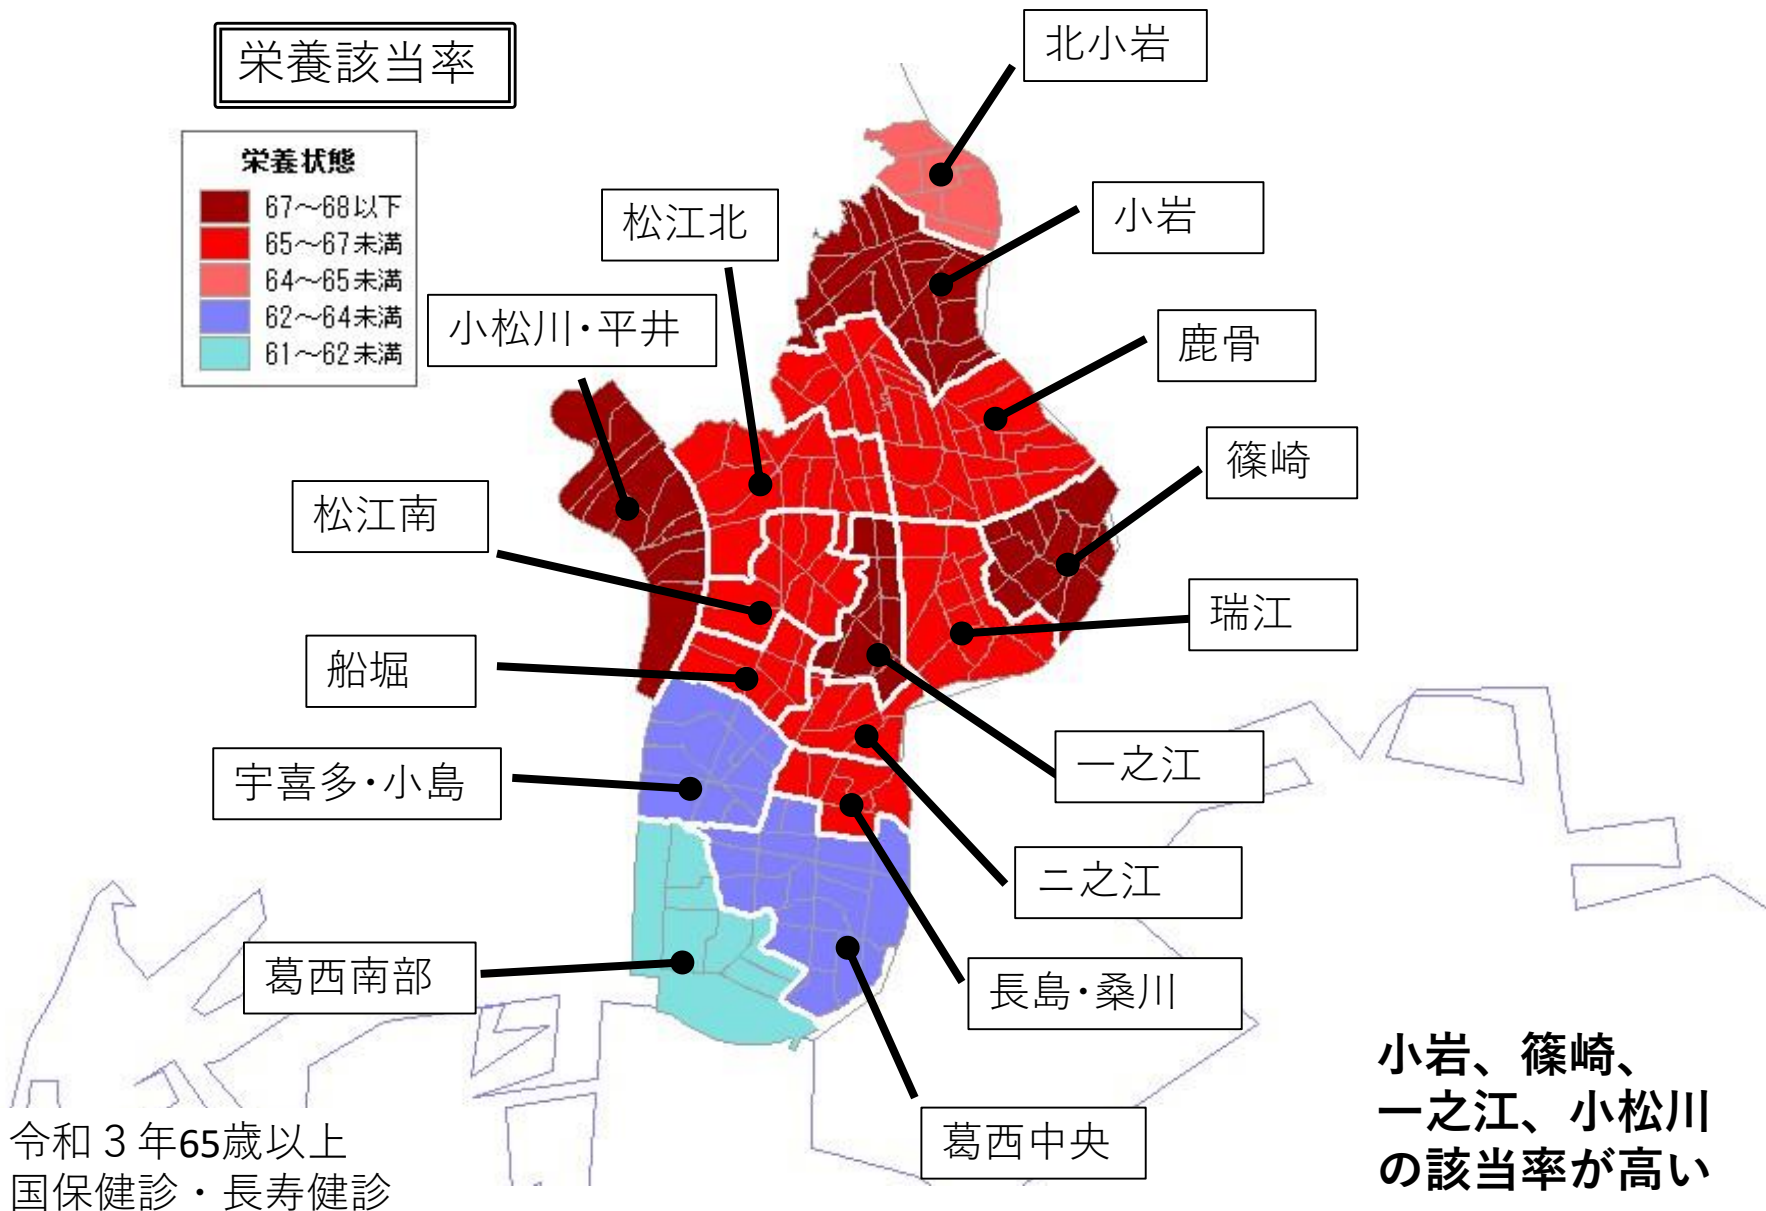 栄養該当率
栄養状態
67～68以下
65～67未満
64～65未満
62～64未満
61～62未満
北小岩
小岩
松江北
小松川・平井
鹿骨
篠崎
松江南
瑞江
船堀
一之江
宇喜多・小島
ニ之江
葛西南部
長島・桑川
葛西中央
小岩、篠崎、
一之江、小松川
の該当率が高い
令和３年65歳以上
国保健診・長寿健診